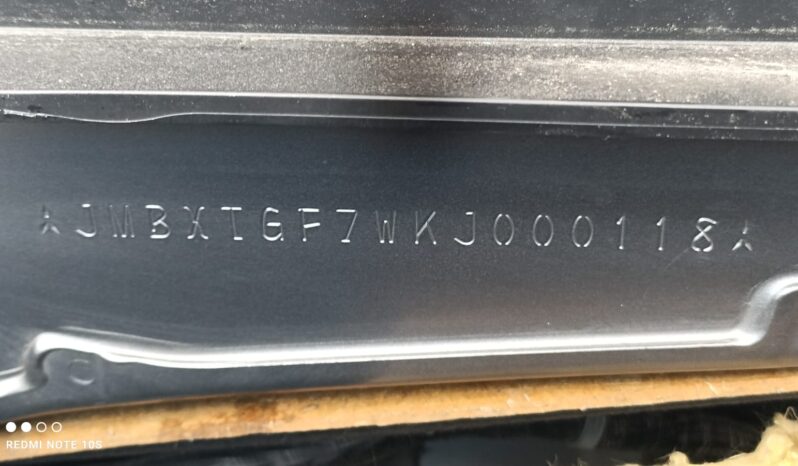 ★JMBXTGF7WKJ000118★
REDMI NOTE 10S